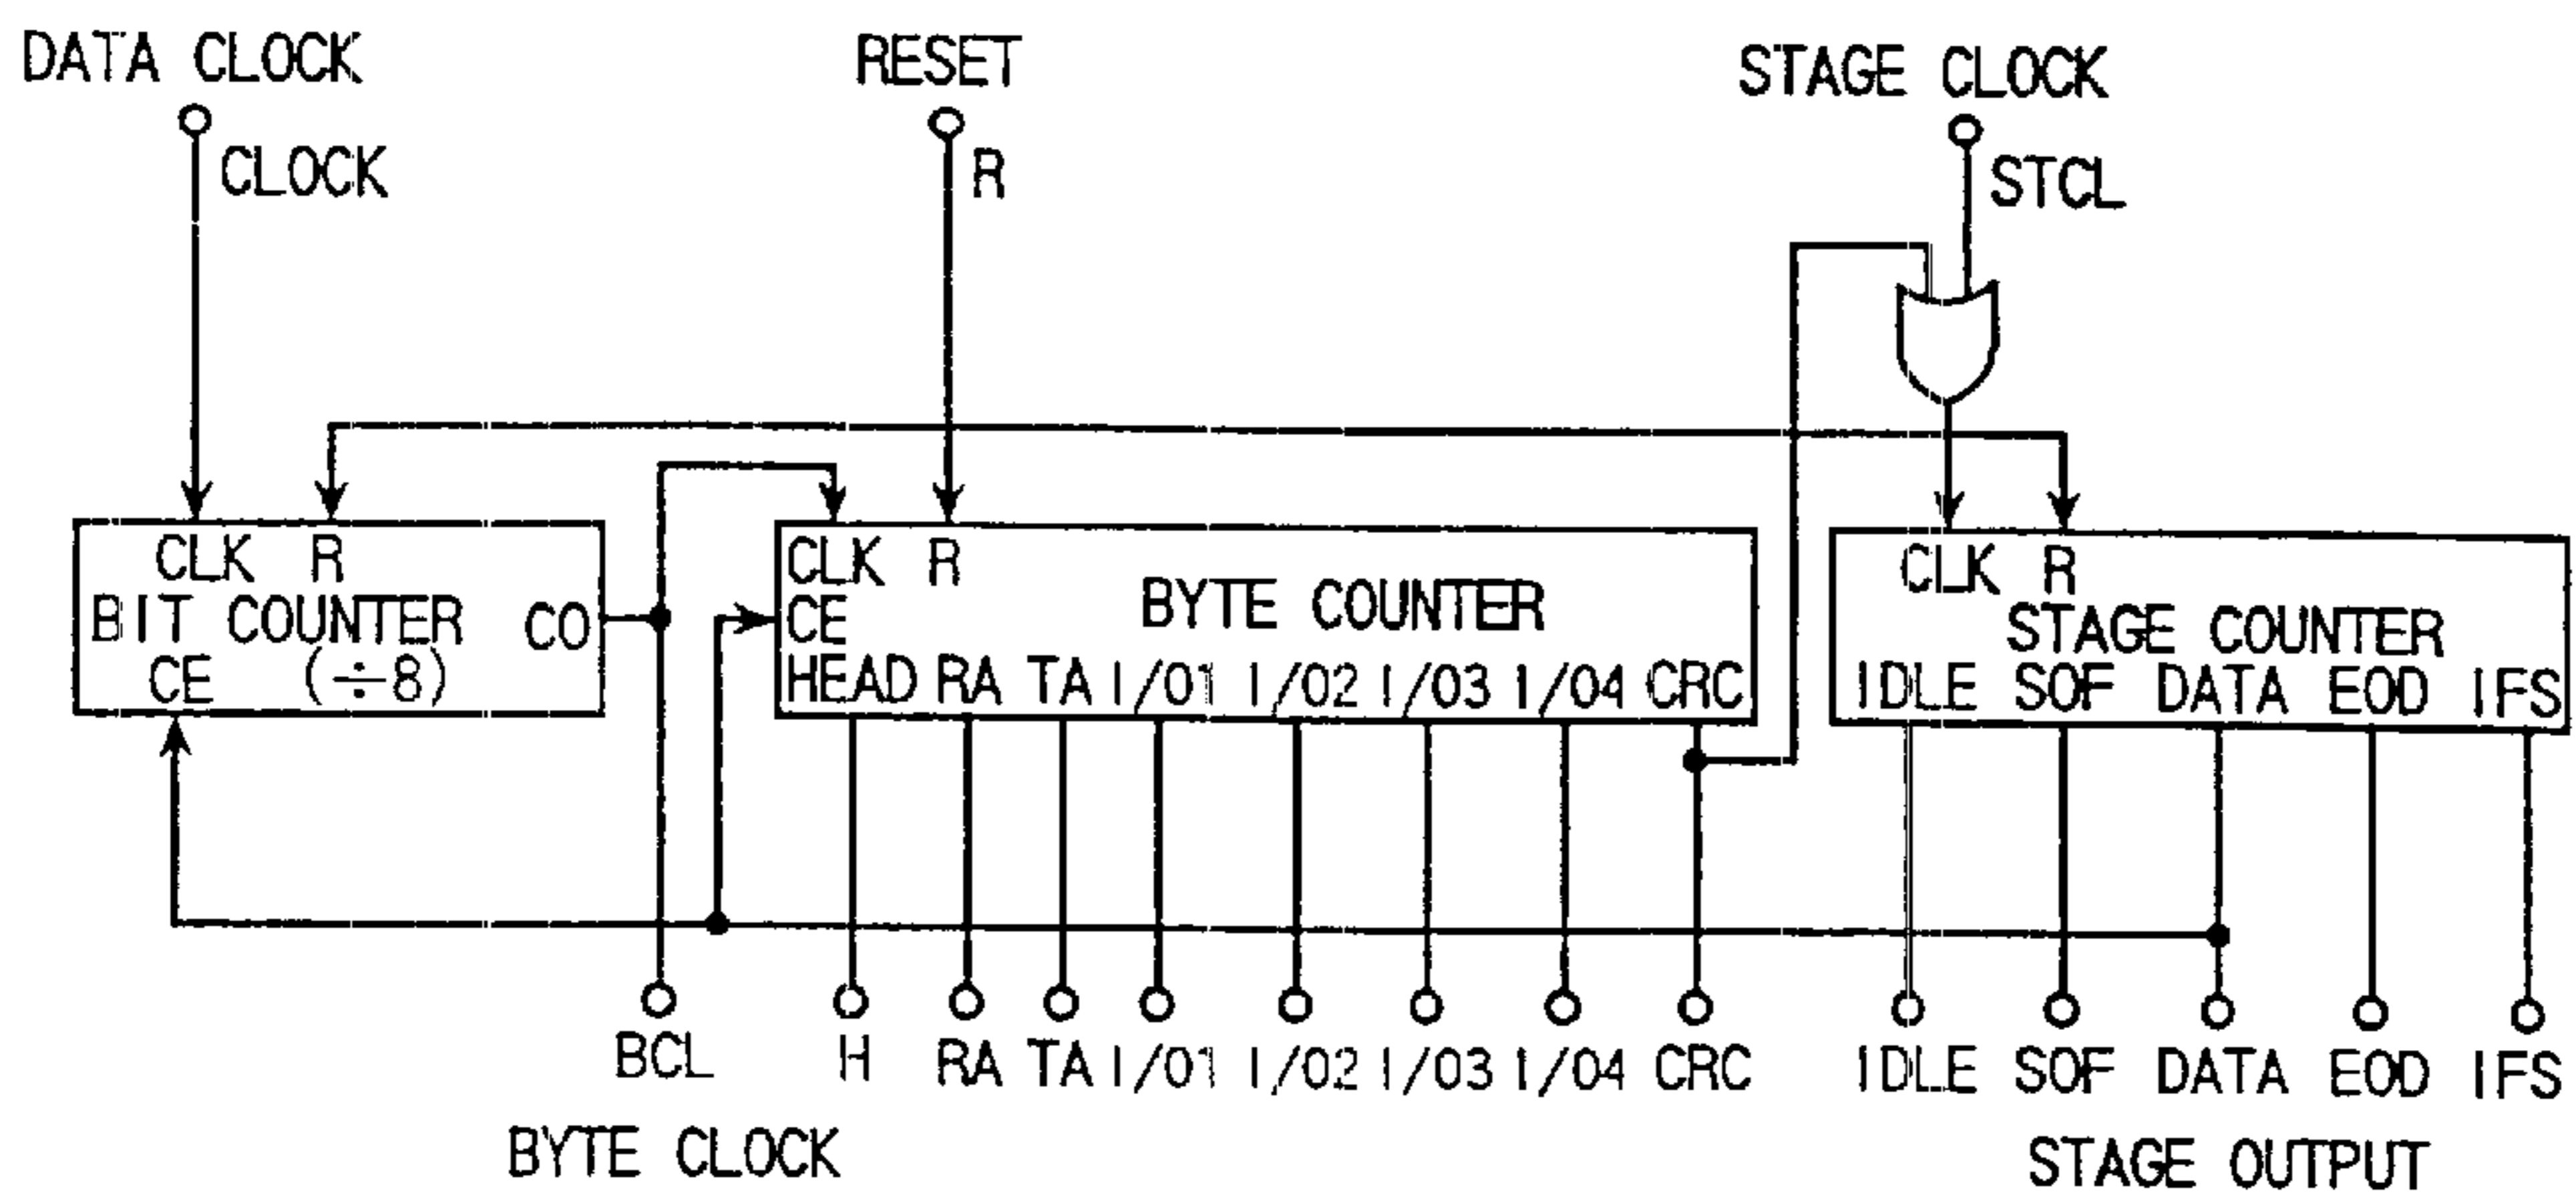 DATA CLOCK
RESET
STAGE CLOCK
CLOCK
R
STCL
CLK R
BIT COUNTER
CO
CE (÷8)
CLK R
CE
BYTE COUNTER
HEAD RA TA I/01 I/02 I/03 I/04 CRC
CLK R
STAGE COUNTER
IDLE SOF DATA EOD IFS
BCL
H RA TA I/01 I/02 I/03 I/04 CRC
IDLE SOF DATA EOD IFS
BYTE CLOCK
STAGE OUTPUT